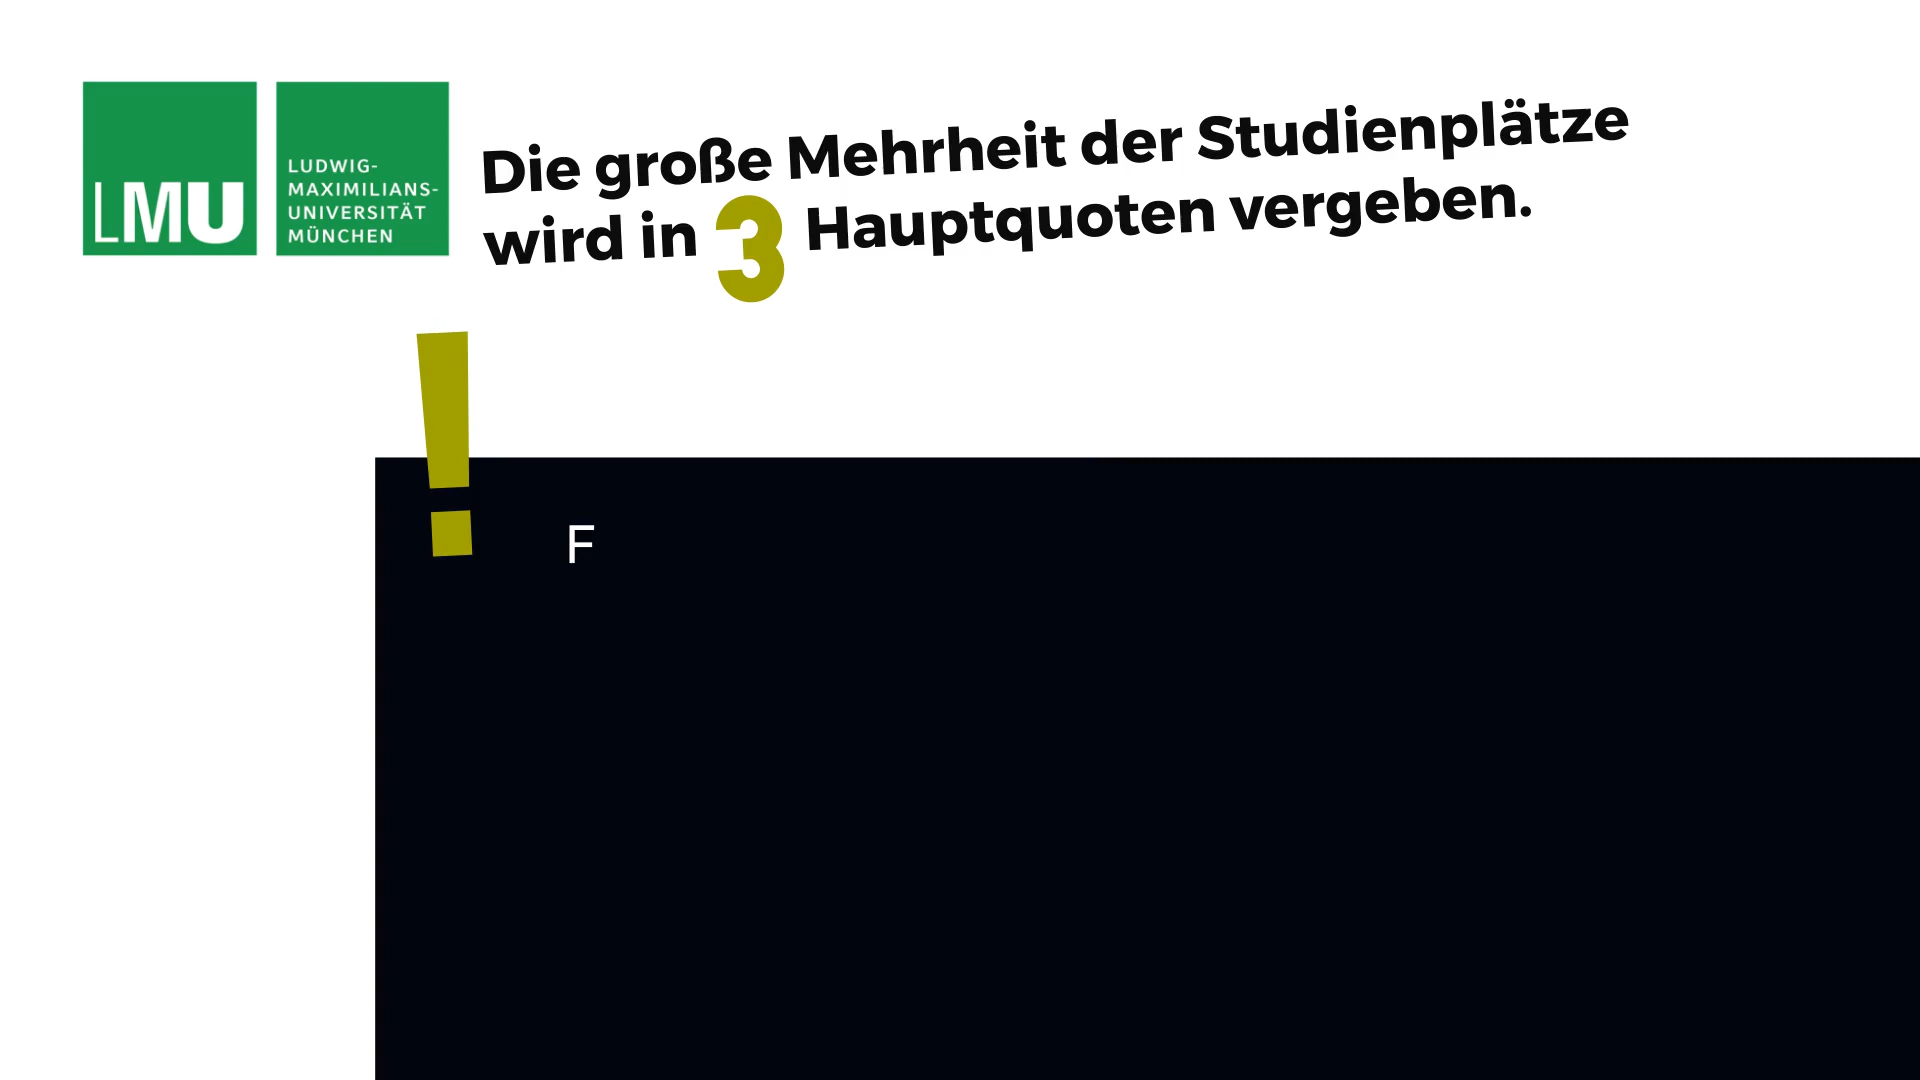 LMU
LUDWIG-
MAXIMILIANS-
UNIVERSITÄT
MÜNCHEN
Die große Mehrheit der Studienplätze
wird in 3 Hauptquoten vergeben.
!
F